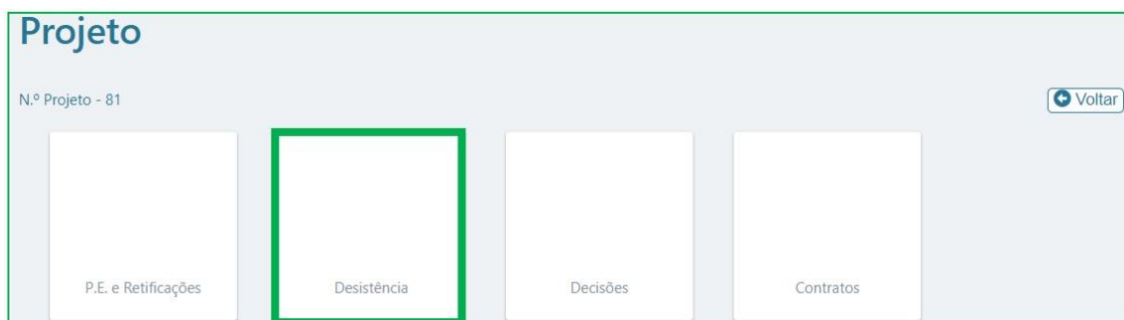 Projeto
N.º Projeto - 81
Voltar
P.E. e Retificações
Desistência
Decisões
Contratos